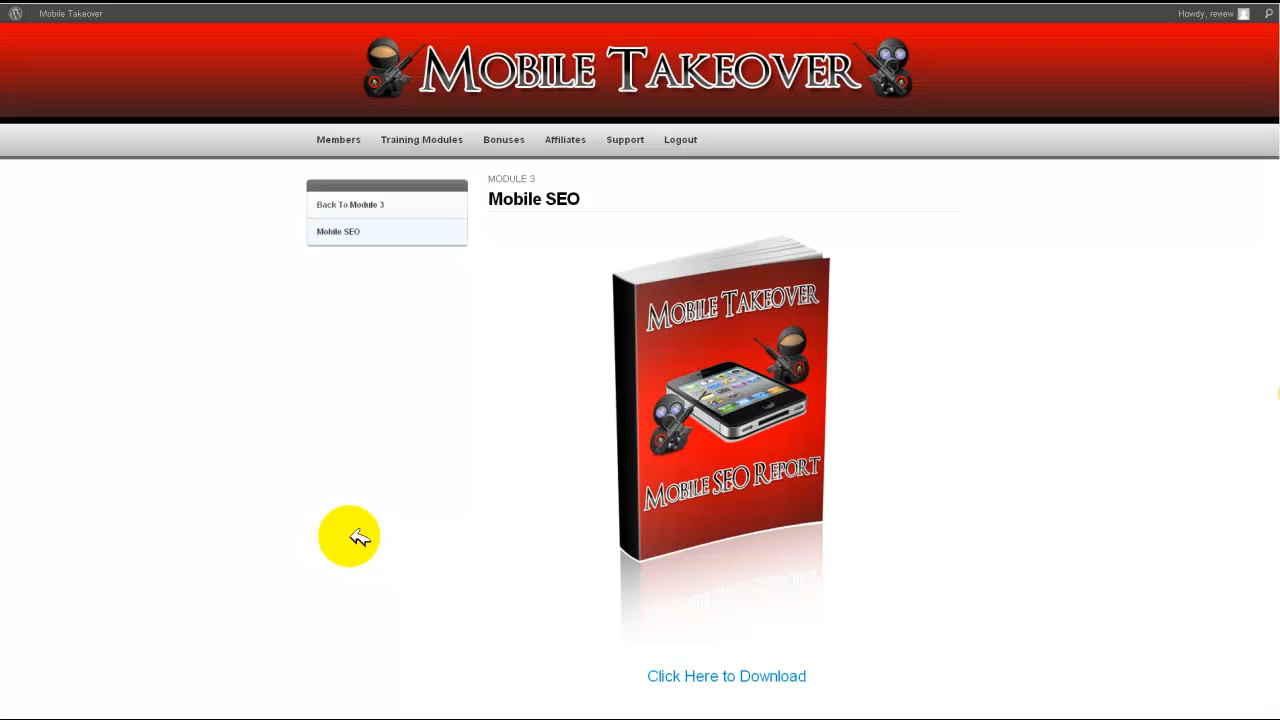 Mobile Takeover
Howdy, review
MOBILE TAKEOVER
Members
Training Modules
Bonuses
Affiliates
Support
Logout
Back To Module 3
Mobile SEO
MODULE 3
Mobile SEO
MOBILE TAKEOVER
MOBILE SEO REPORT
Click Here to Download